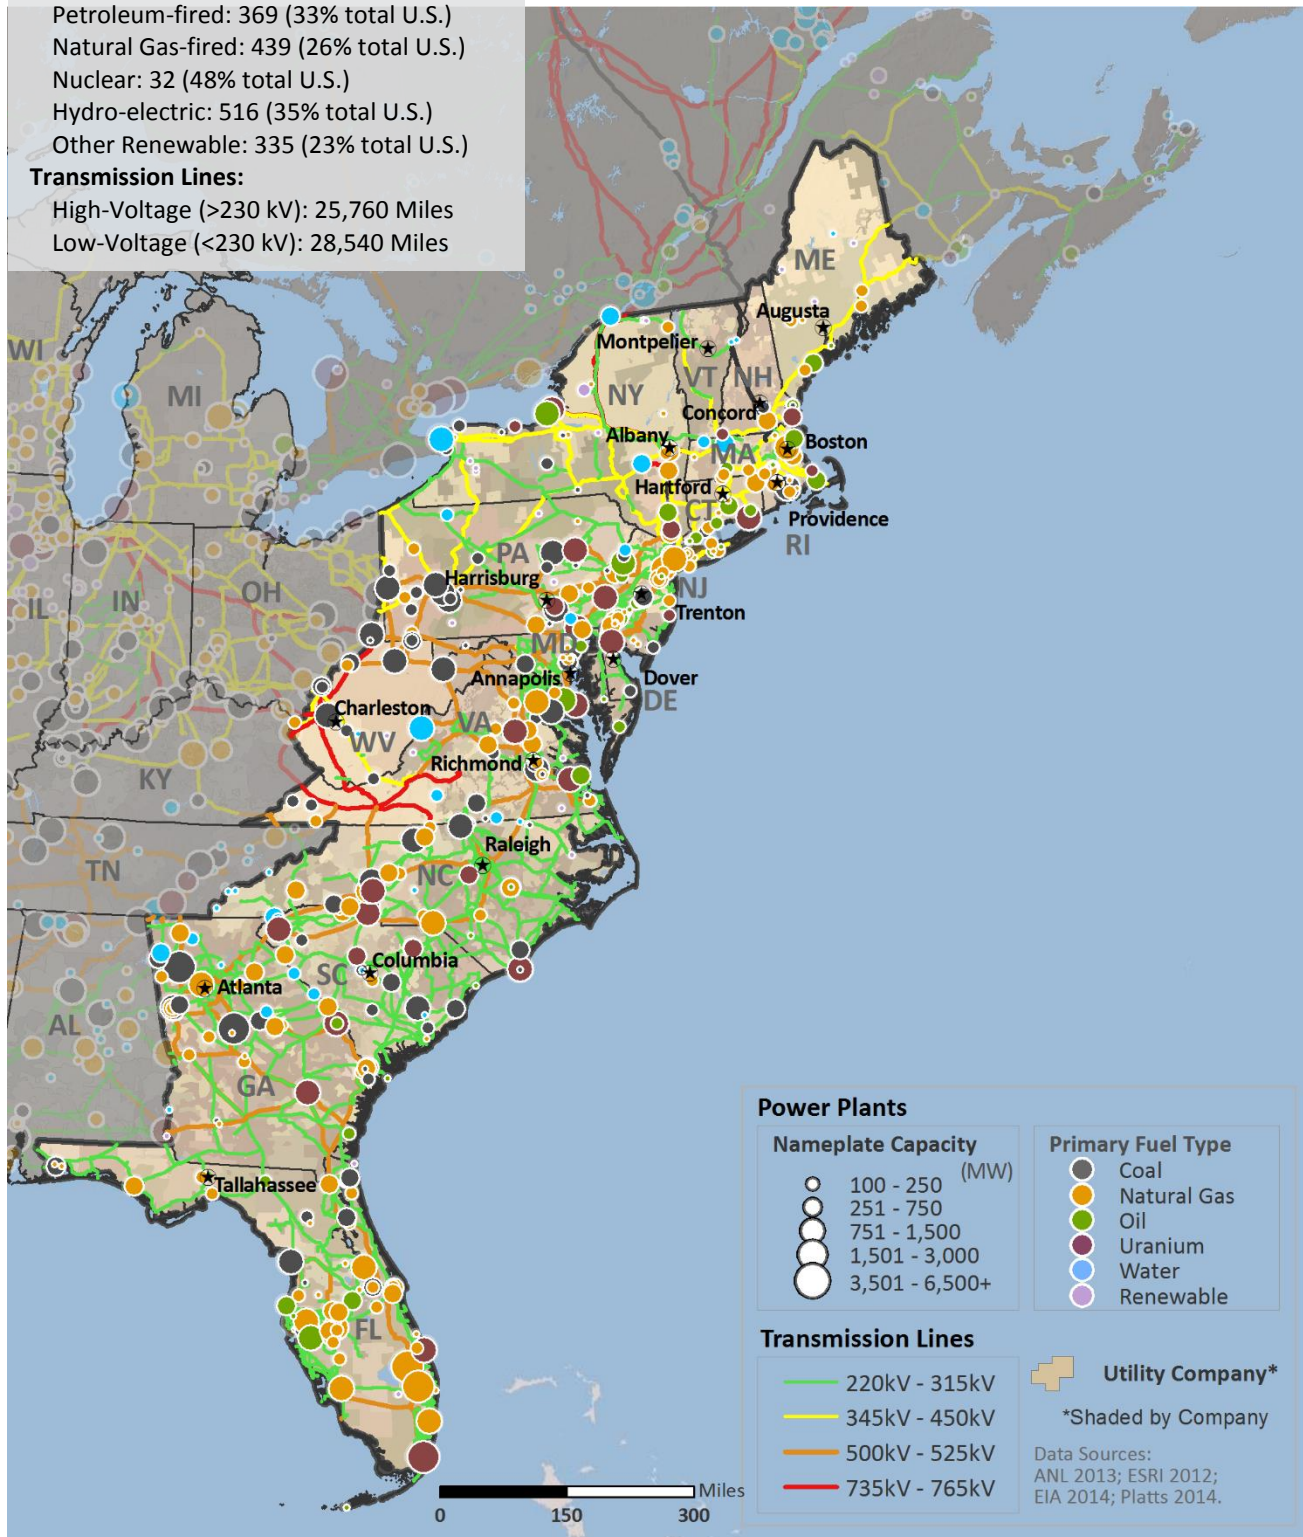 Petroleum-fired: 369 (33% total U.S.)
Natural Gas-fired: 439 (26% total U.S.)
Nuclear: 32 (48% total U.S.)
Hydro-electric: 516 (35% total U.S.)
Other Renewable: 335 (23% total U.S.)
Transmission Lines:
High-Voltage (>230 kV): 25,760 Miles
Low-Voltage (<230 kV): 28,540 Miles
ME
Augusta
Montpelier
WI
VT
NH
MI
NY
Concord
Albany
Boston
MA
Hartford
CT
Providence
RI
PA
Harrisburg
NJ
OH
IN
IL
Trenton
MD
Annapolis
Dover
DE
Charleston
VA
WV
Richmond
KY
Raleigh
TN
NC
Columbia
SC
Atlanta
AL
GA
Tallahassee
FL
Power Plants
Nameplate Capacity
(MW)
100 - 250
251 - 750
751 - 1,500
1,501 - 3,000
3,501 - 6,500+
Primary Fuel Type
Coal
Natural Gas
Oil
Uranium
Water
Renewable
Transmission Lines
220kV - 315kV
345kV - 450kV
500kV - 525kV
735kV - 765kV
Utility Company*
*Shaded by Company
Data Sources:
ANL 2013; ESRI 2012;
EIA 2014; Platts 2014.
Miles
0 150 300